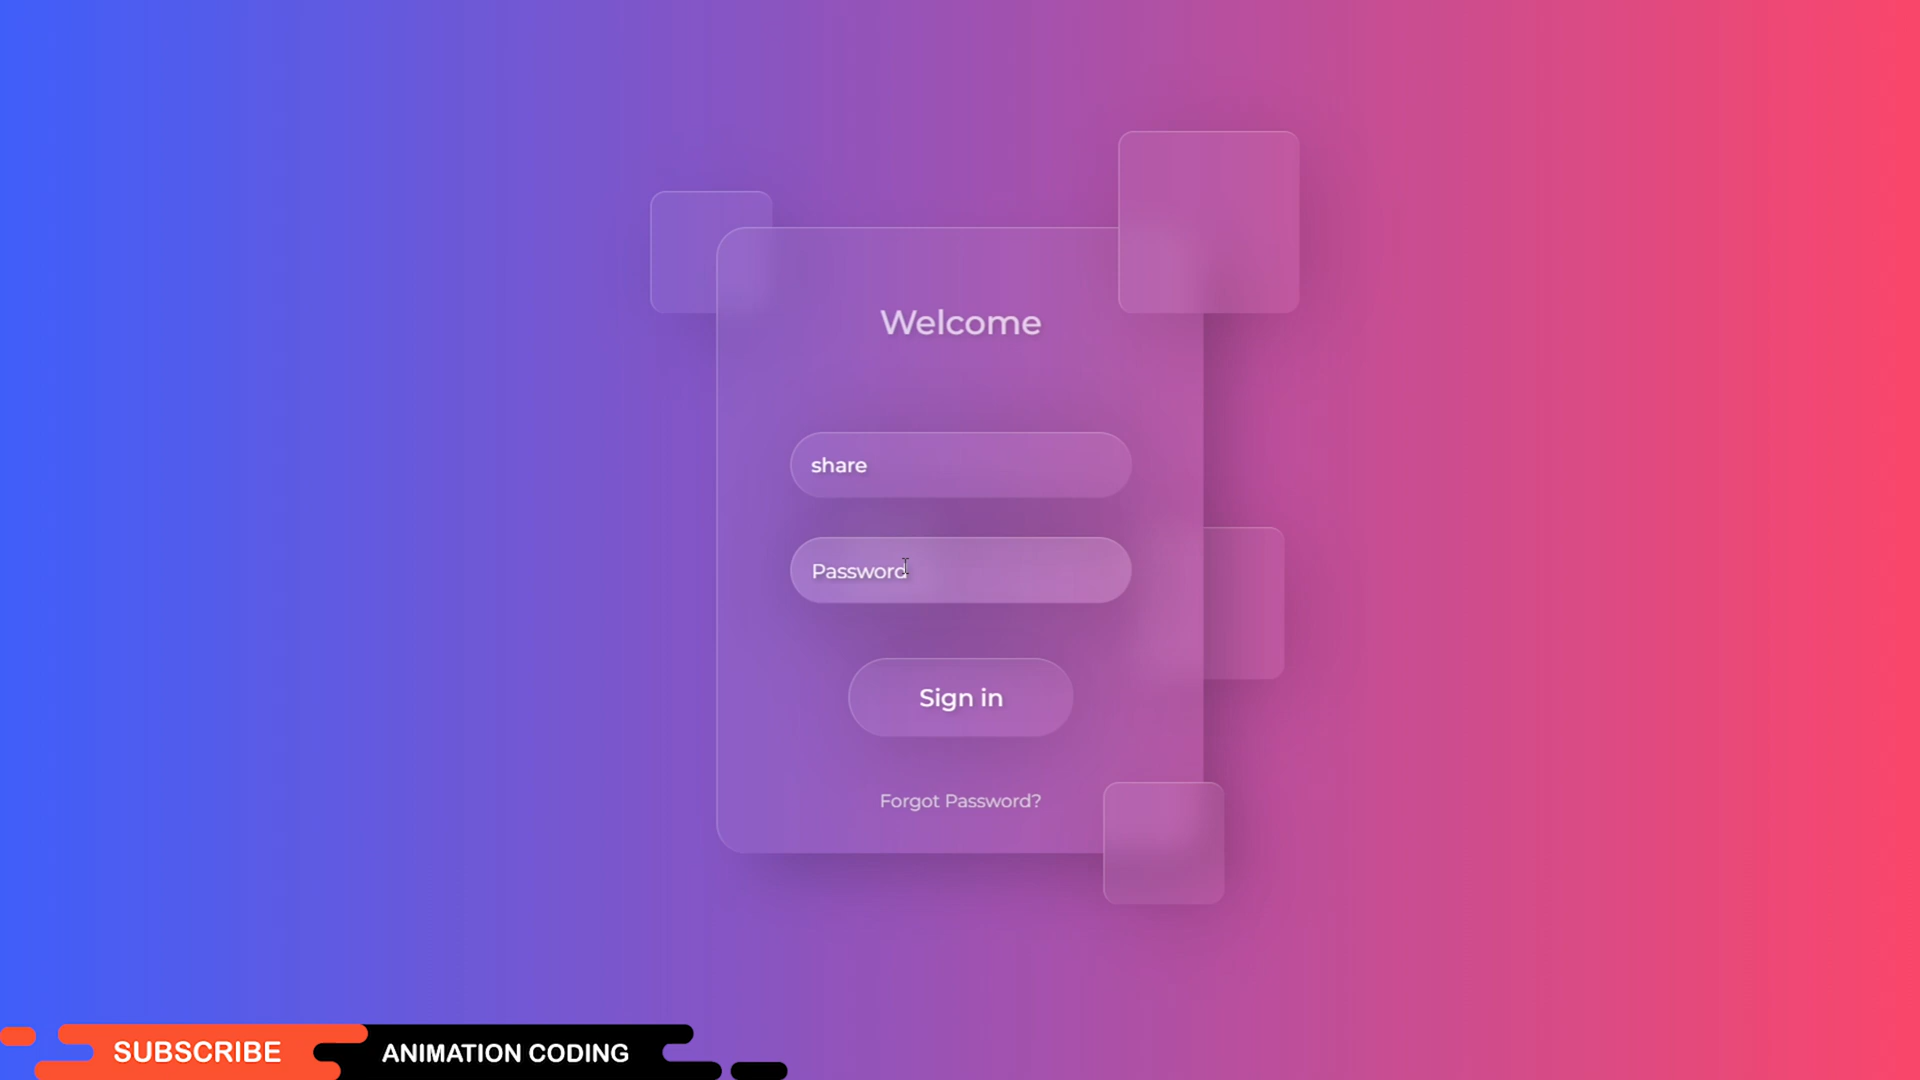 Welcome
share
Password
Sign in
Forgot Password?
SUBSCRIBE
ANIMATION CODING